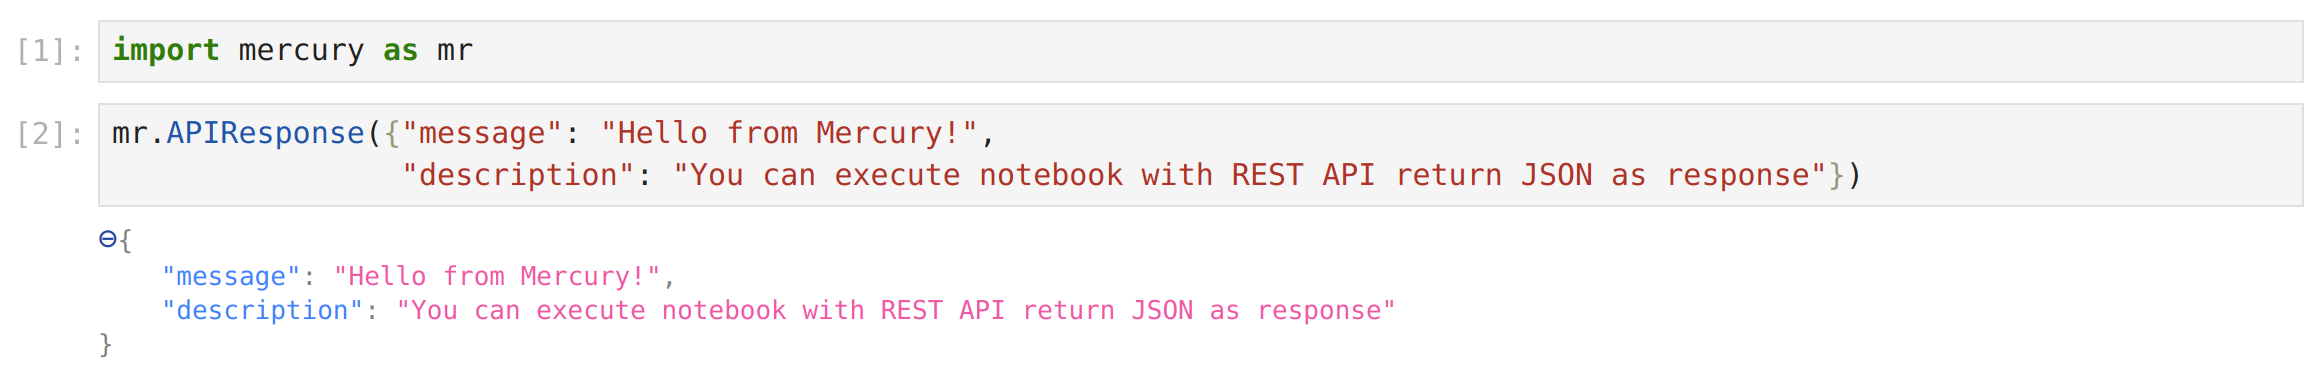 [1]: import mercury as mr
[2]: mr.APIResponse({"message": "Hello from Mercury!",
"description": "You can execute notebook with REST API return JSON as response"})
⊖{
"message": "Hello from Mercury!",
"description": "You can execute notebook with REST API return JSON as response"
}